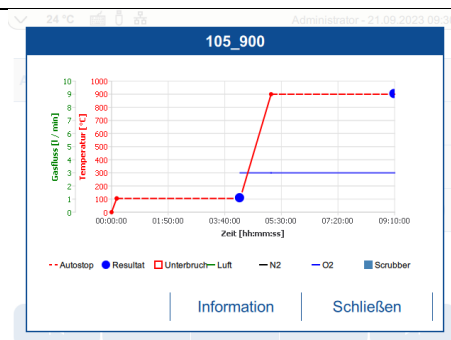 24 °C
Administrator - 21.09.2023 09:3
105_900
Gasfluss [l / min]
Temperatur [°C]
10 1000
9 900
8 800
7 700
6 600
5 500
4 400
3 300
2 200
1 100
0 0
00:00:00 01:50:00 03:40:00 05:30:00 07:20:00 09:10:00
Zeit [hh:mm:ss]
Autostop Resultat Unterbruch Luft N2 O2 Scrubber
Information Schließen